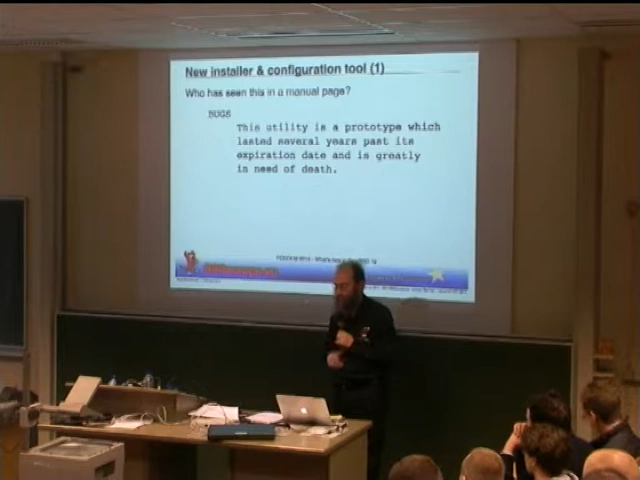 New installer & configuration tool (1)
Who has seen this in a manual page?
BUGS
This utility is a prototype which
lasted several years past its
expiration date and is greatly
in need of death.